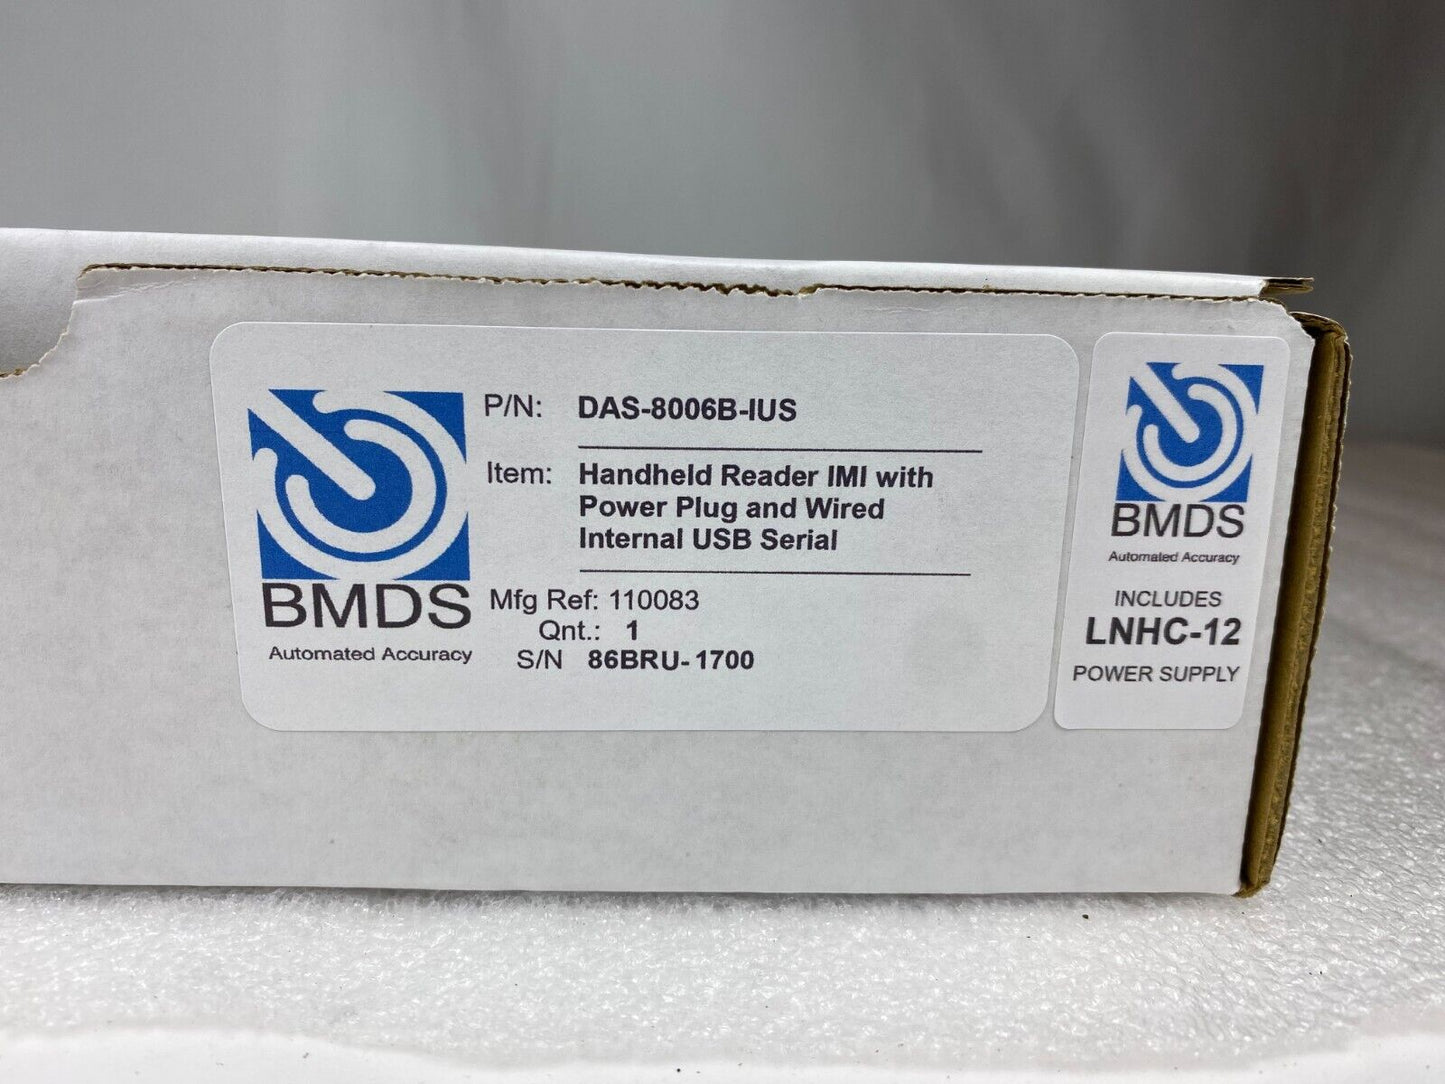 P/N: DAS-8006B-IUS
Item: Handheld Reader IMI with
Power Plug and Wired
Internal USB Serial
BMDS
Automated Accuracy
Mfg Ref: 110083
Qnt.: 1
S/N 86BRU-1700
BMDS
Automated Accuracy
INCLUDES
LNHC-12
POWER SUPPLY